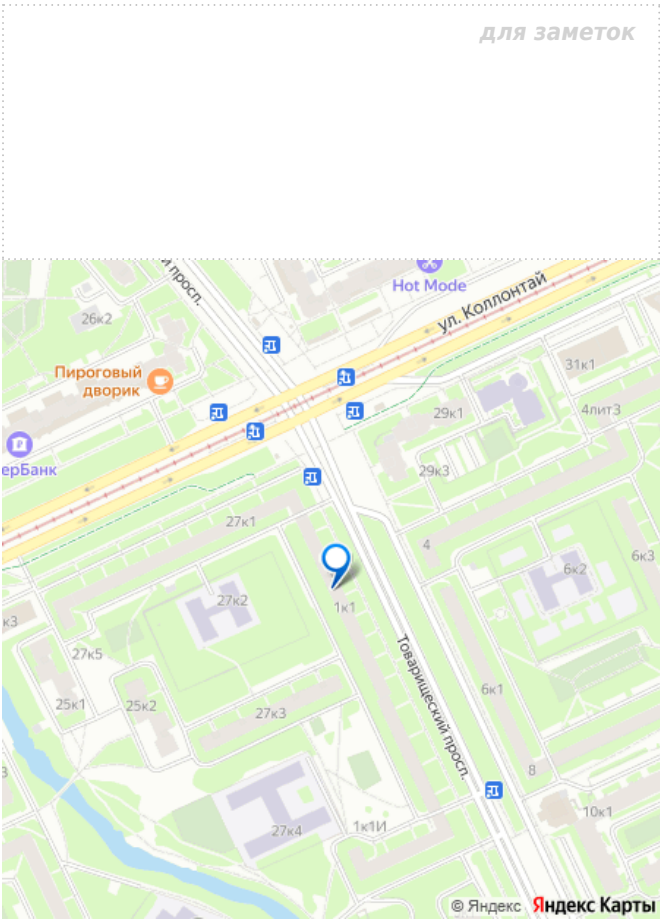 для заметок
й просп.
Hot Mode
ул. Коллонтай
26к2
Пироговый
дворик
31к1
29к1
4лит3
ерБанк
29к3
27к1
4
6к3
6к2
27к2
1к1
к3
27к5
Товарищеский просп.
6к1
25к1
25к2
27к3
8
3
10к1
27к4
1к1И
© Яндекс Яндекс Карты